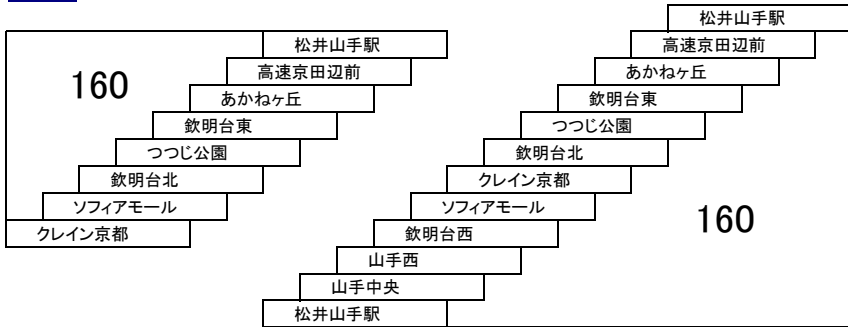 松井山手駅
高速京田辺前
あかねヶ丘
欽明台東
つつじ公園
欽明台北
ソフィアモール
クレイン京都
160
松井山手駅
高速京田辺前
あかねヶ丘
欽明台東
つつじ公園
欽明台北
クレイン京都
ソフィアモール
欽明台西
山手西
山手中央
松井山手駅
160